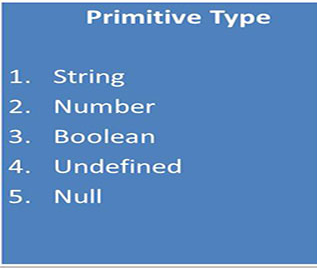 Primitive Type
1. String
2. Number
3. Boolean
4. Undefined
5. Null